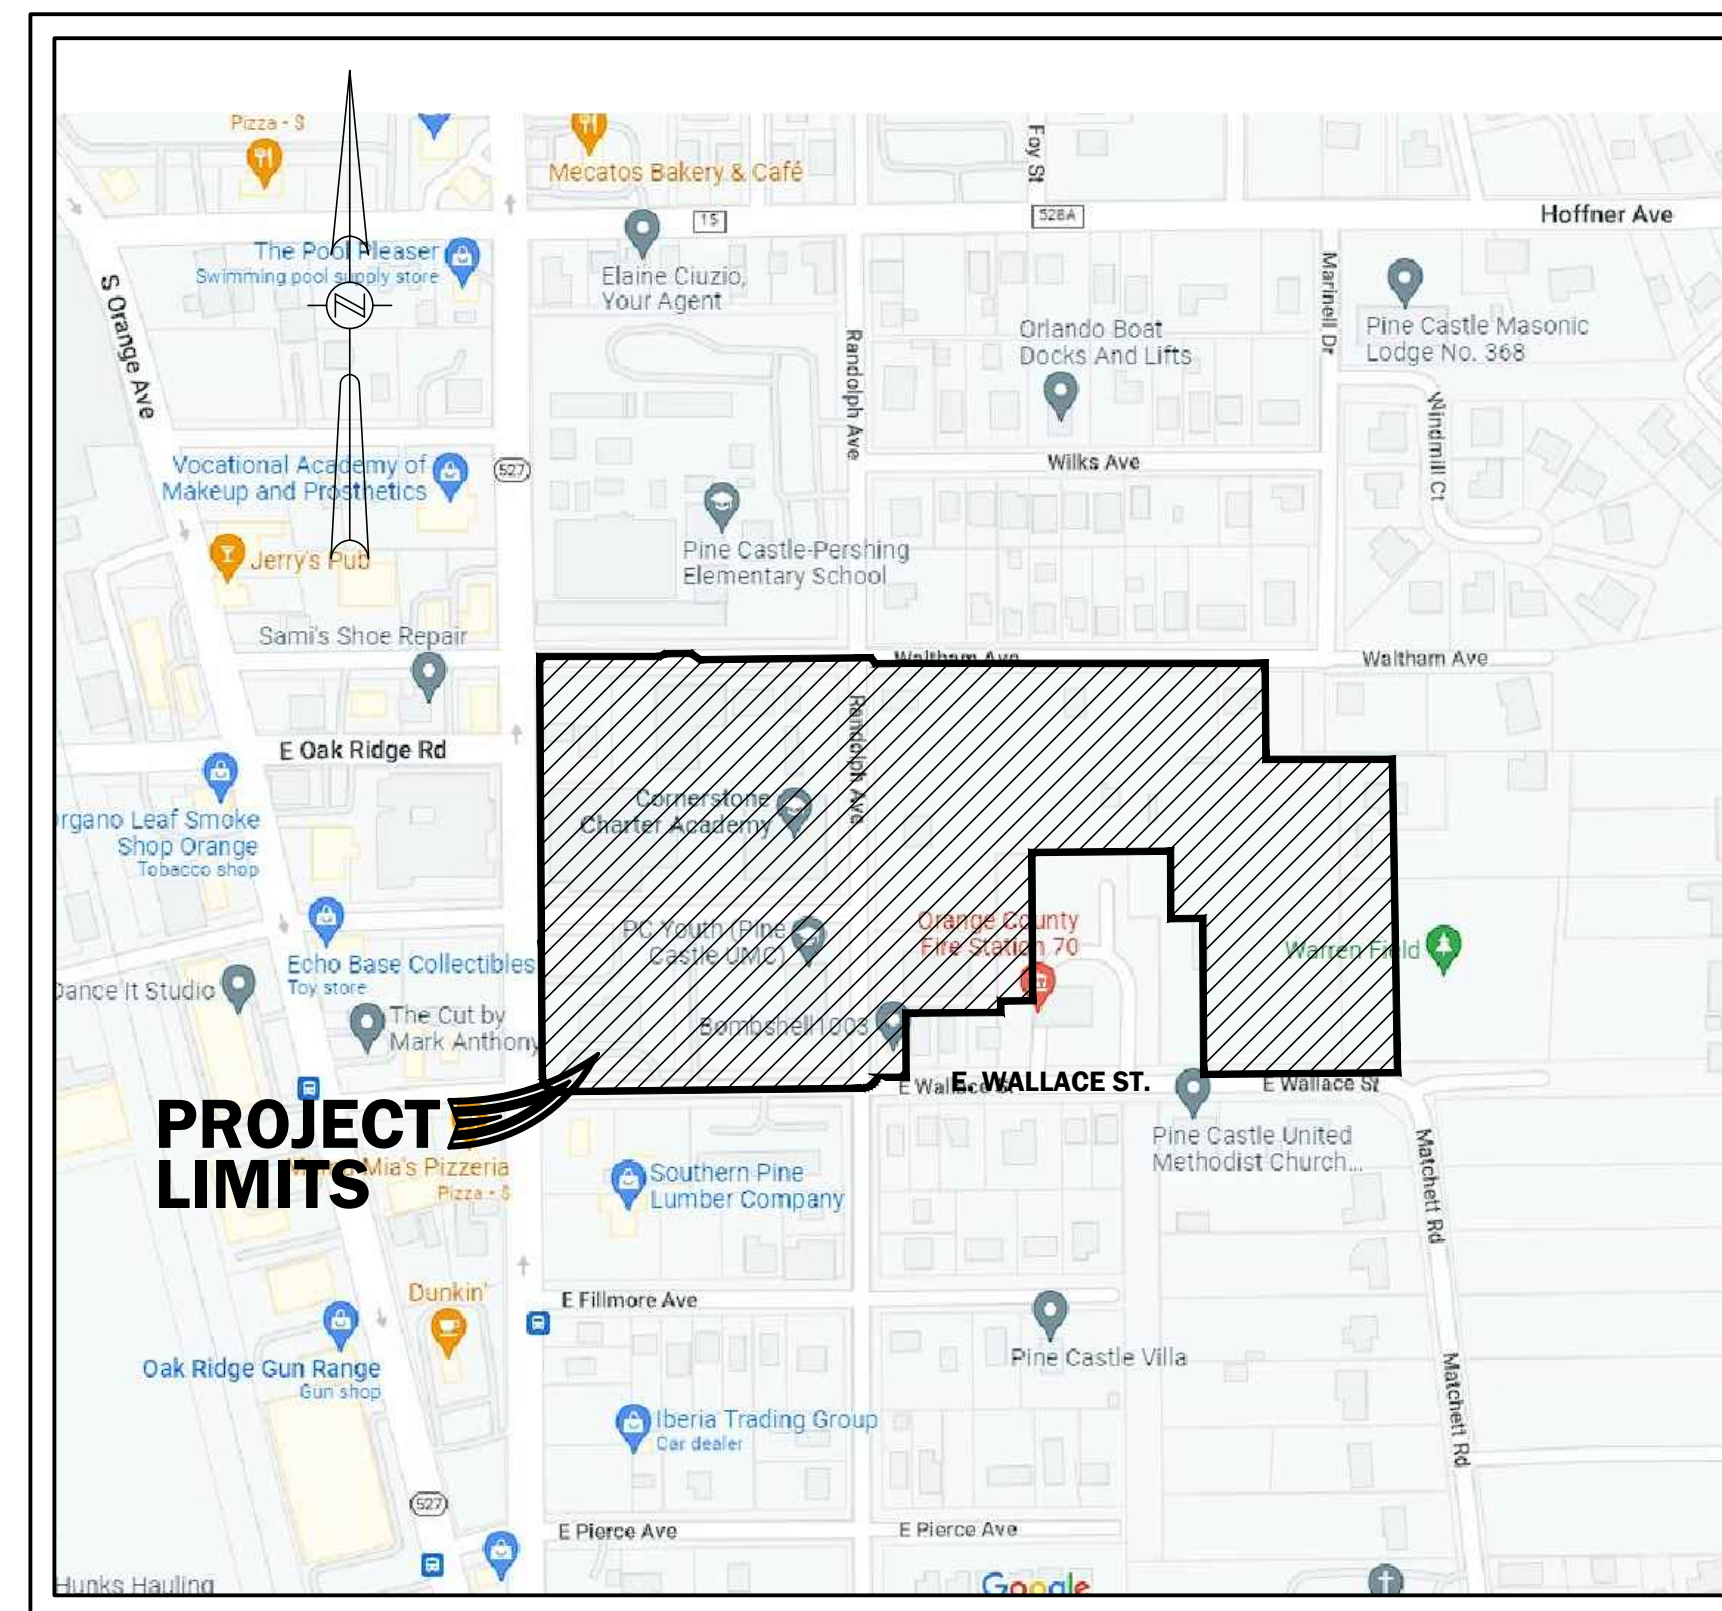 Pizza - $
Mecatos Bakery & Café
Foy St
15
528A
Hoffner Ave
The Pool Pleaser
Swimming pool supply store
Elaine Ciuzio,
Your Agent
S Orange Ave
Z
Randolph Ave
Orlando Boat
Docks And Lifts
Marinell Dr
Pine Castle Masonic
Lodge No. 368
Windmill Ct
Vocational Academy of
Makeup and Prosthetics
527
Wilks Ave
Jerry's Pub
Pine Castle-Pershing
Elementary School
Sami's Shoe Repair
Waltham Ave
Waltham Ave
E Oak Ridge Rd
Randolph Ave
Cornerstone
Charter Academy
rgano Leaf Smoke
Shop Orange
Tobacco shop
PC Youth (Pine
Castle UMC)
Orange County
Fire Station 70
Warren Field
Echo Base Collectibles
Toy store
Dance It Studio
The Cut by
Mark Anthony
Bombshell1003
E Wallace St
E. WALLACE ST.
E Wallace St
PROJECT
LIMITS
Mia's Pizzeria
Pizza - $
Southern Pine
Lumber Company
Pine Castle United
Methodist Church...
Matchett Rd
Dunkin'
E Fillmore Ave
Oak Ridge Gun Range
Gun shop
Pine Castle Villa
Matchett Rd
Iberia Trading Group
Car dealer
527
E Pierce Ave
E Pierce Ave
Hunks Hauling
Google